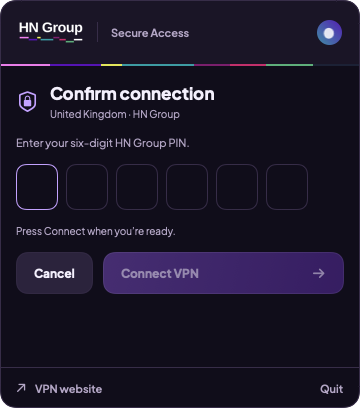 HN Group
Secure Access
Confirm connection
United Kingdom · HN Group
Enter your six-digit HN Group PIN.
Press Connect when you're ready.
Cancel
Connect VPN →
↗ VPN website
Quit